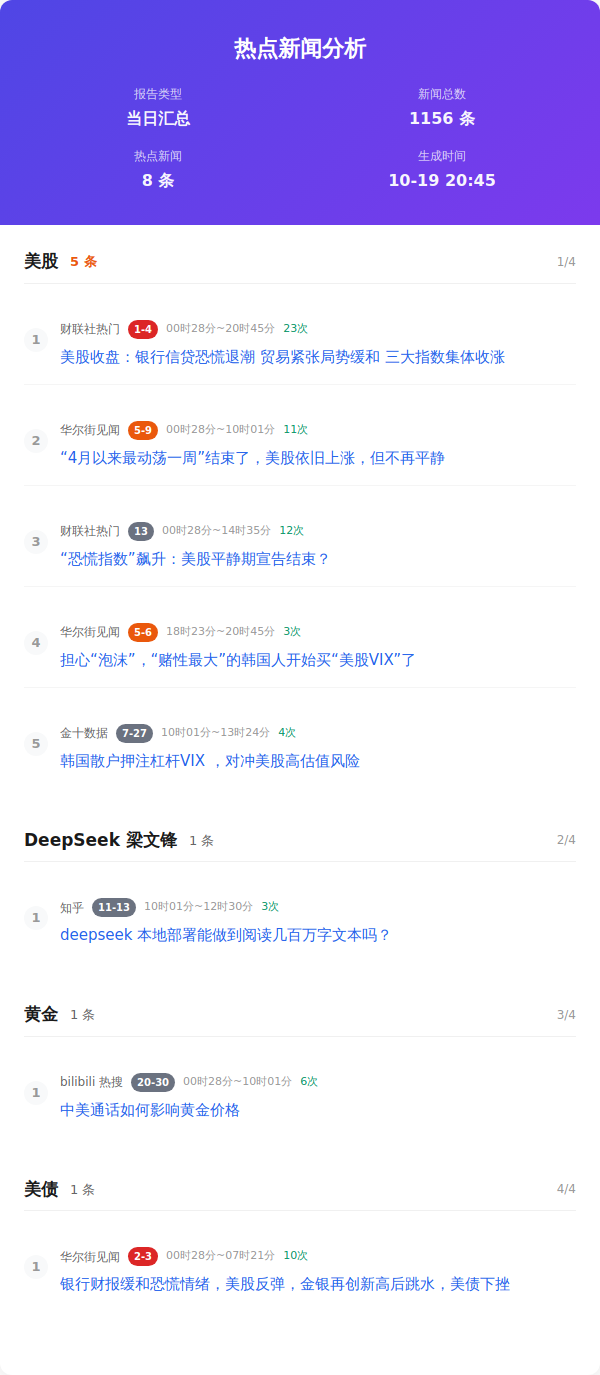 热点新闻分析
报告类型
当日汇总
新闻总数
1156 条
热点新闻
8 条
生成时间
10-19 20:45
美股 5 条 1/4
1
财联社热门 1-4 00时28分~20时45分 23次
美股收盘：银行信贷恐慌退潮 贸易紧张局势缓和 三大指数集体收涨
2
华尔街见闻 5-9 00时28分~10时01分 11次
“4月以来最动荡一周”结束了，美股依旧上涨，但不再平静
3
财联社热门 13 00时28分~14时35分 12次
“恐慌指数”飙升：美股平静期宣告结束？
4
华尔街见闻 5-6 18时23分~20时45分 3次
担心“泡沫”，“赌性最大”的韩国人开始买“美股VIX”了
5
金十数据 7-27 10时01分~13时24分 4次
韩国散户押注杠杆VIX ，对冲美股高估值风险
DeepSeek 梁文锋 1 条 2/4
1
知乎 11-13 10时01分~12时30分 3次
deepseek 本地部署能做到阅读几百万字文本吗？
黄金 1 条 3/4
1
bilibili 热搜 20-30 00时28分~10时01分 6次
中美通话如何影响黄金价格
美债 1 条 4/4
1
华尔街见闻 2-3 00时28分~07时21分 10次
银行财报缓和恐慌情绪，美股反弹，金银再创新高后跳水，美债下挫